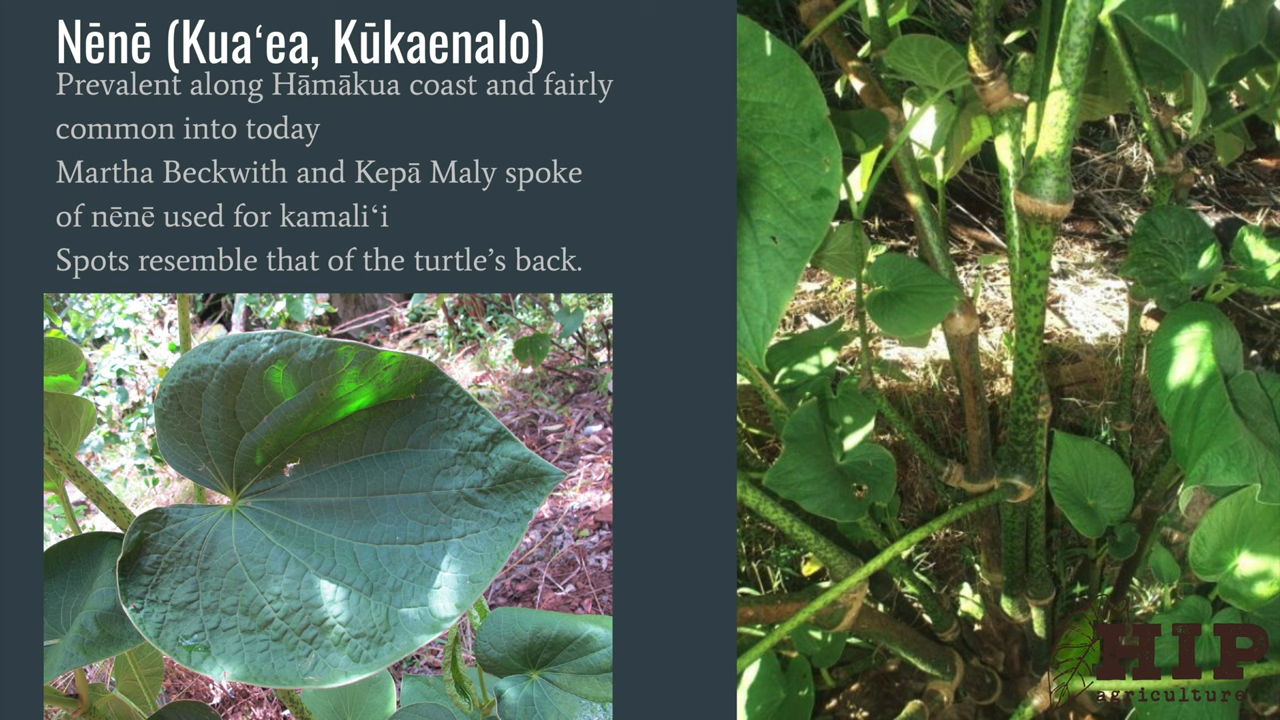 Nēnē (Kuaʻea, Kūkaenalo)
Prevalent along Hāmākua coast and fairly
common into today
Martha Beckwith and Kepā Maly spoke
of nēnē used for kamaliʻi
Spots resemble that of the turtle’s back.
HIP
agriculture